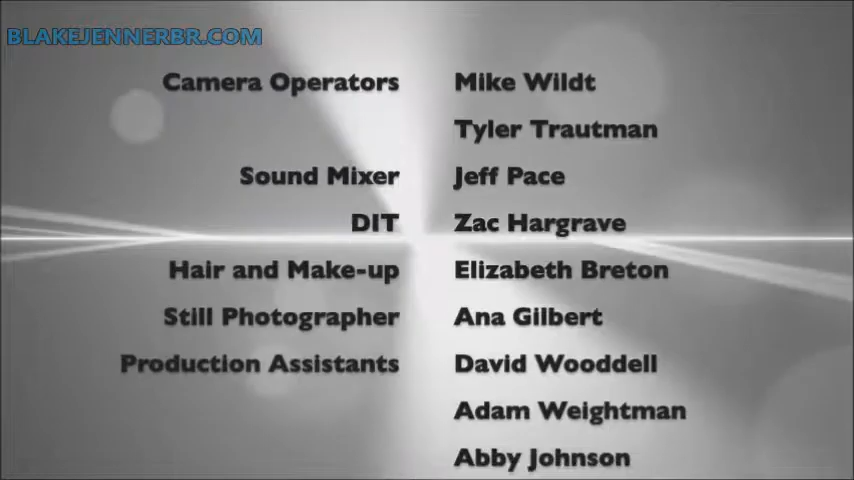 BLAKEJENNERBR.COM
Camera Operators Mike Wildt
Tyler Trautman
Sound Mixer Jeff Pace
DIT Zac Hargrave
Hair and Make-up Elizabeth Breton
Still Photographer Ana Gilbert
Production Assistants David Wooddell
Adam Weightman
Abby Johnson